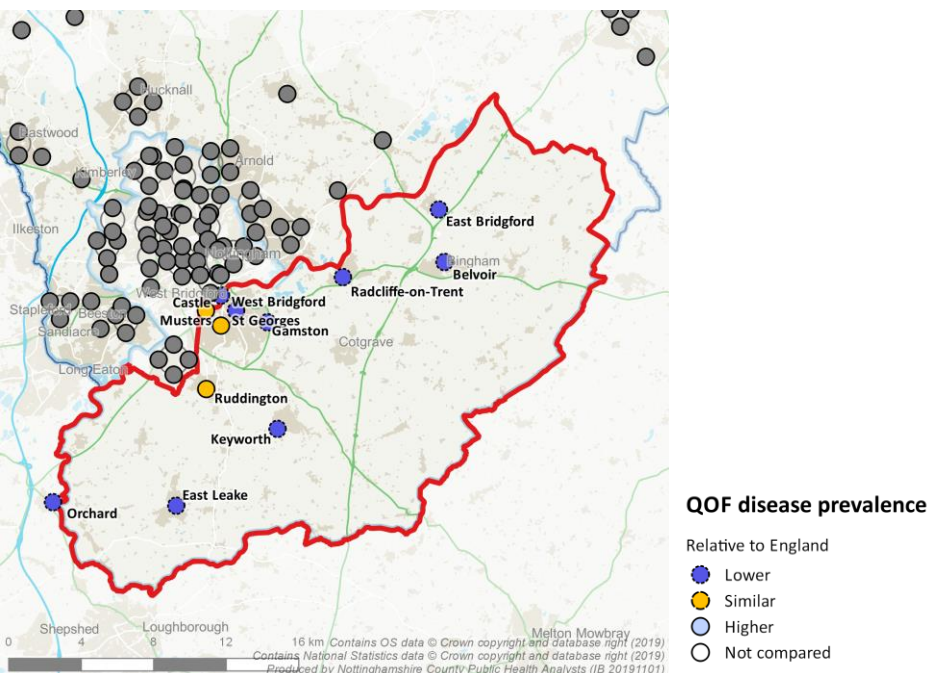 Hucknall
Eastwood
Arnold
Kimberley
Ilkeston
East Bridgford
Nottingham
Bingham
Belvoir
Radcliffe-on-Trent
West Bridgford
Castle
West Bridgford
Stapleford
Beeston
Musters
St Georges
Gamston
Sandiacre
Cotgrave
Long Eaton
Ruddington
Keyworth
East Leake
Orchard
QOF disease prevalence
Relative to England
Lower
Similar
Higher
Not compared
Shepshed
Loughborough
Melton Mowbray
0 4 8 12 16 km
Contains OS data © Crown copyright and database right (2019)
Contains National Statistics data © Crown copyright and database right (2019)
Produced by Nottinghamshire County Public Health Analysts (IB 20191101)